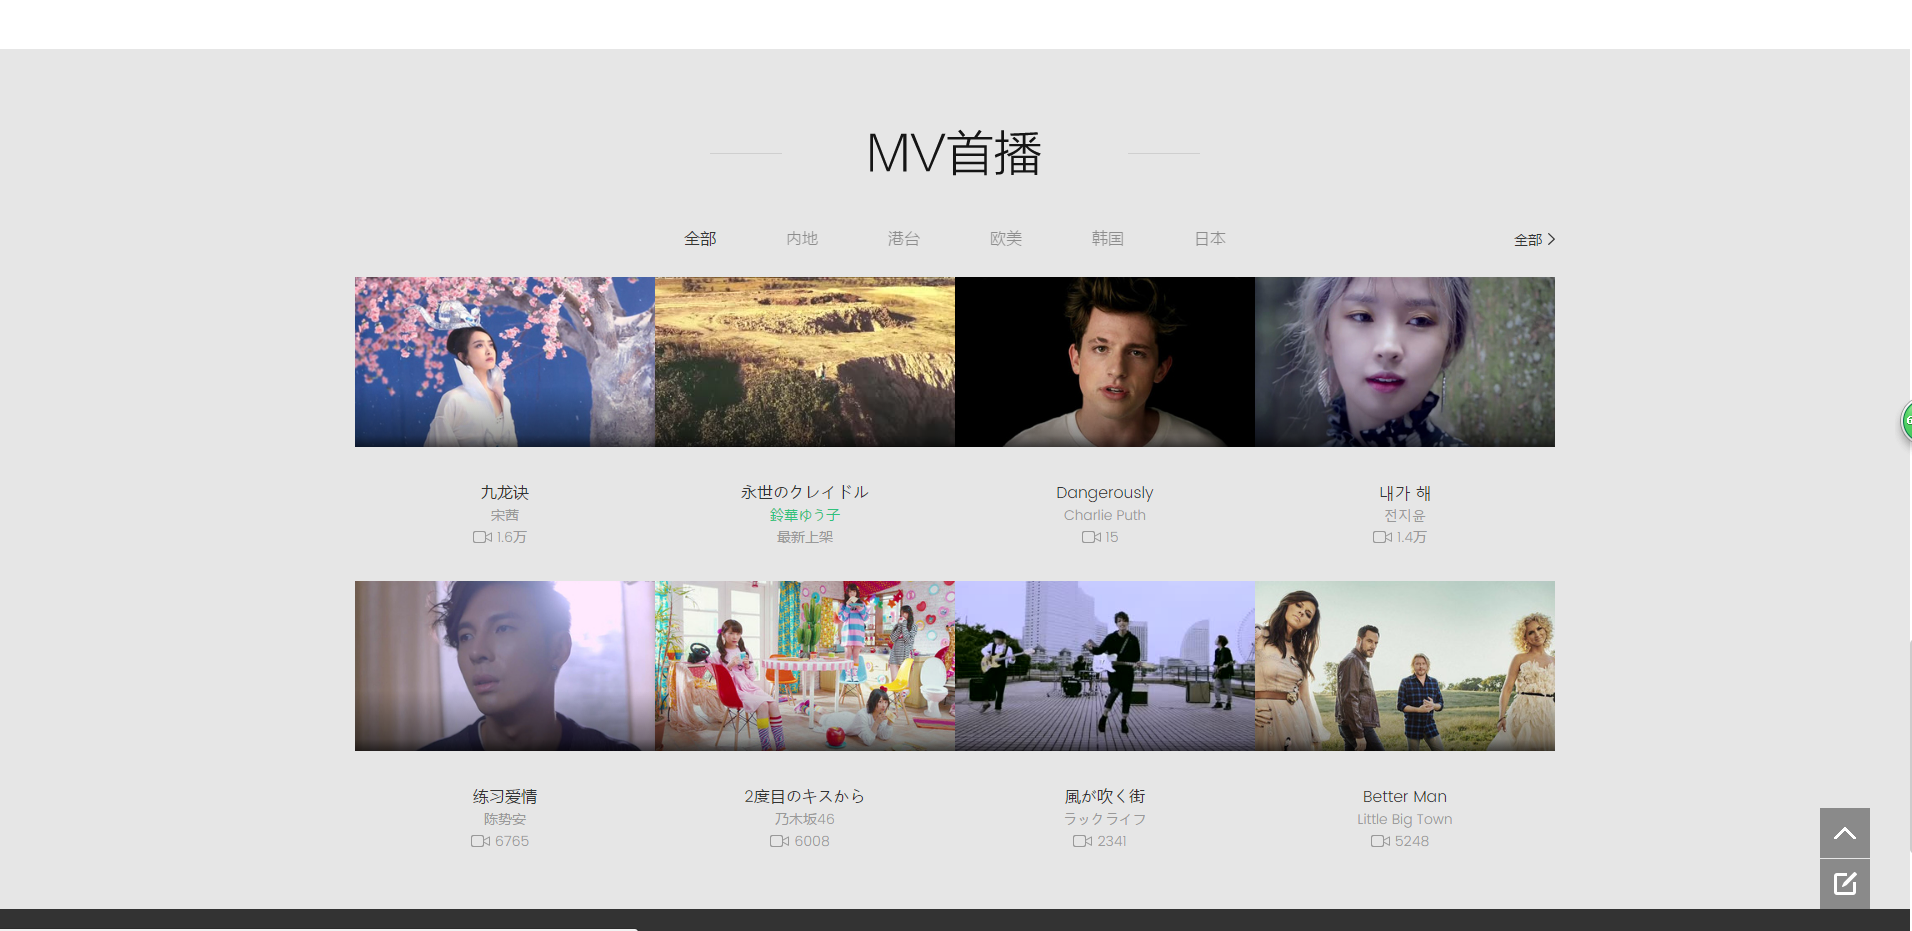 MV首播
全部 内地 港台 欧美 韩国 日本 全部
九龙诀 永世のクレイドル Dangerously 내가 해
宋茜 鈴華ゆう子 Charlie Puth 전지윤
1.6万 最新上架 15 1.4万
练习爱情 2度目のキスから 風が吹く街 Better Man
陈势安 乃木坂46 ラックライフ Little Big Town
6765 6008 2341 5248